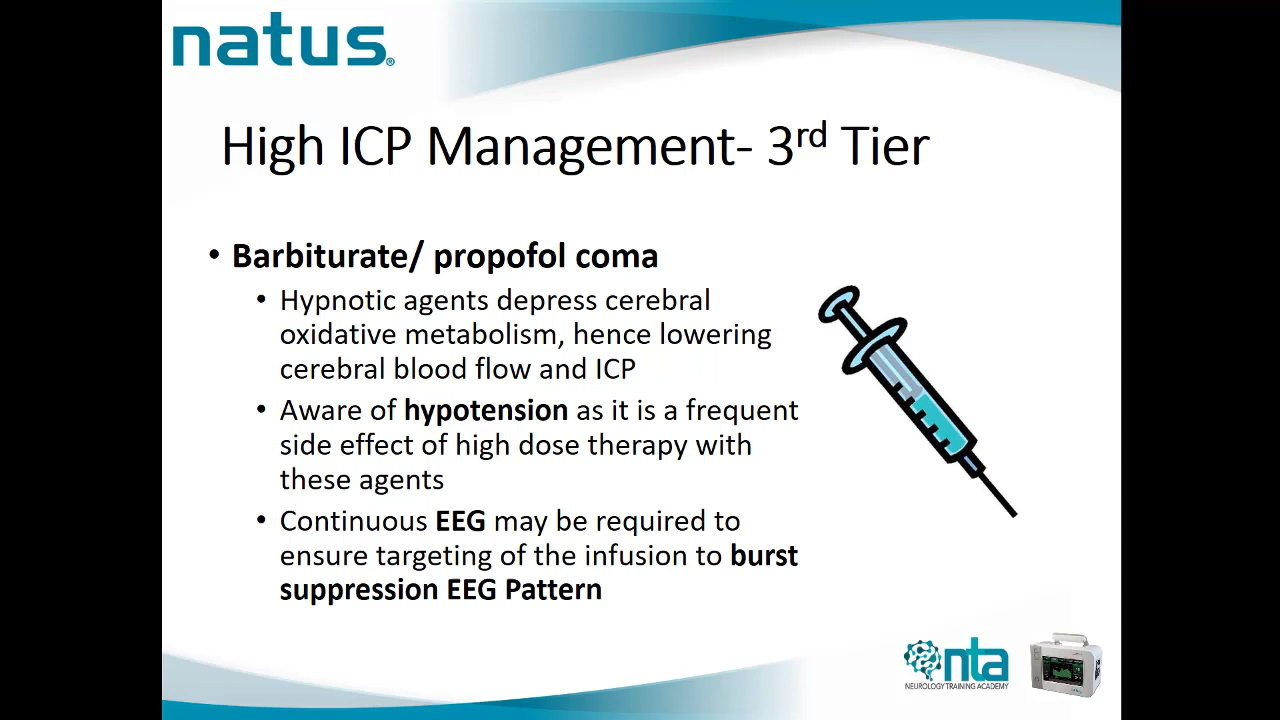 natus®
High ICP Management- 3rd Tier
• Barbiturate/ propofol coma
• Hypnotic agents depress cerebral
oxidative metabolism, hence lowering
cerebral blood flow and ICP
• Aware of hypotension as it is a frequent
side effect of high dose therapy with
these agents
• Continuous EEG may be required to
ensure targeting of the infusion to burst
suppression EEG Pattern
nta
NEUROLOGY TRAINING ACADEMY